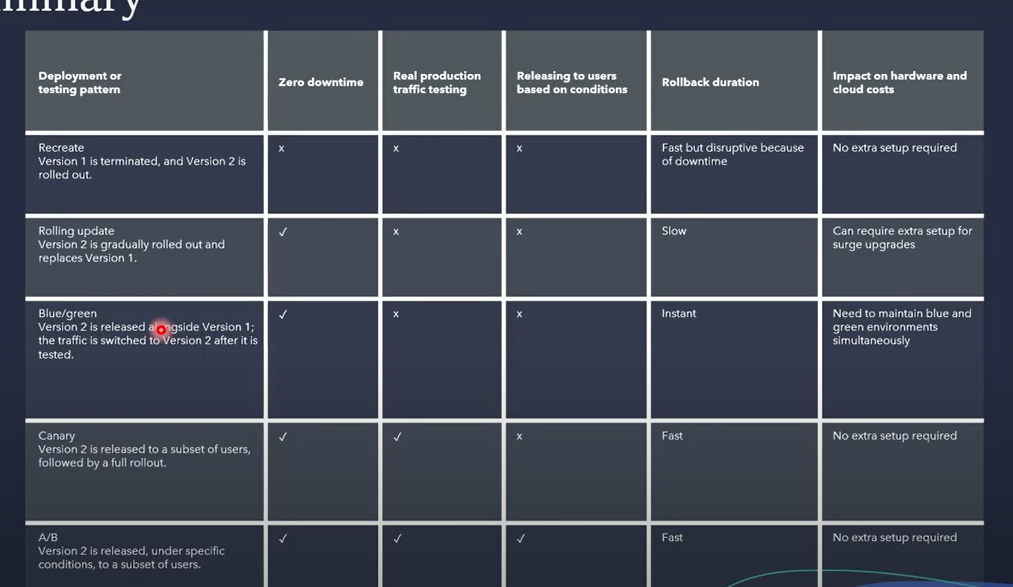 Deployment or
testing pattern
Zero downtime
Real production
traffic testing
Releasing to users
based on conditions
Rollback duration
Impact on hardware and
cloud costs
Recreate
Version 1 is terminated, and Version 2 is
rolled out.
x
x
x
Fast but disruptive because
of downtime
No extra setup required
Rolling update
Version 2 is gradually rolled out and
replaces Version 1.
✓
x
x
Slow
Can require extra setup for
surge upgrades
Blue/green
Version 2 is released alongside Version 1;
the traffic is switched to Version 2 after it is
tested.
✓
x
x
Instant
Need to maintain blue and
green environments
simultaneously
Canary
Version 2 is released to a subset of users,
followed by a full rollout.
✓
✓
x
Fast
No extra setup required
A/B
Version 2 is released, under specific
conditions, to a subset of users.
✓
✓
✓
Fast
No extra setup required